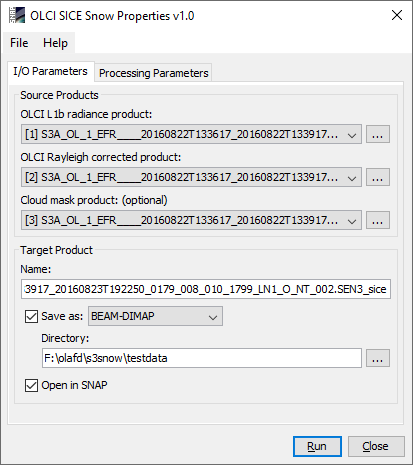 OLCI SICE Snow Properties v1.0
File Help
I/O Parameters Processing Parameters
Source Products
OLCI L1b radiance product:
[1] S3A_OL_1_EFR____20160822T133617_20160822T133917... ...
OLCI Rayleigh corrected product:
[2] S3A_OL_1_EFR____20160822T133617_20160822T133917... ...
Cloud mask product: (optional)
[3] S3A_OL_1_EFR____20160822T133617_20160822T133917... ...
Target Product
Name:
3917_20160823T192250_0179_008_010_1799_LN1_O_NT_002.SEN3_sice
Save as: BEAM-DIMAP
Directory:
F:\olafd\s3snow\testdata ...
Open in SNAP
Run Close